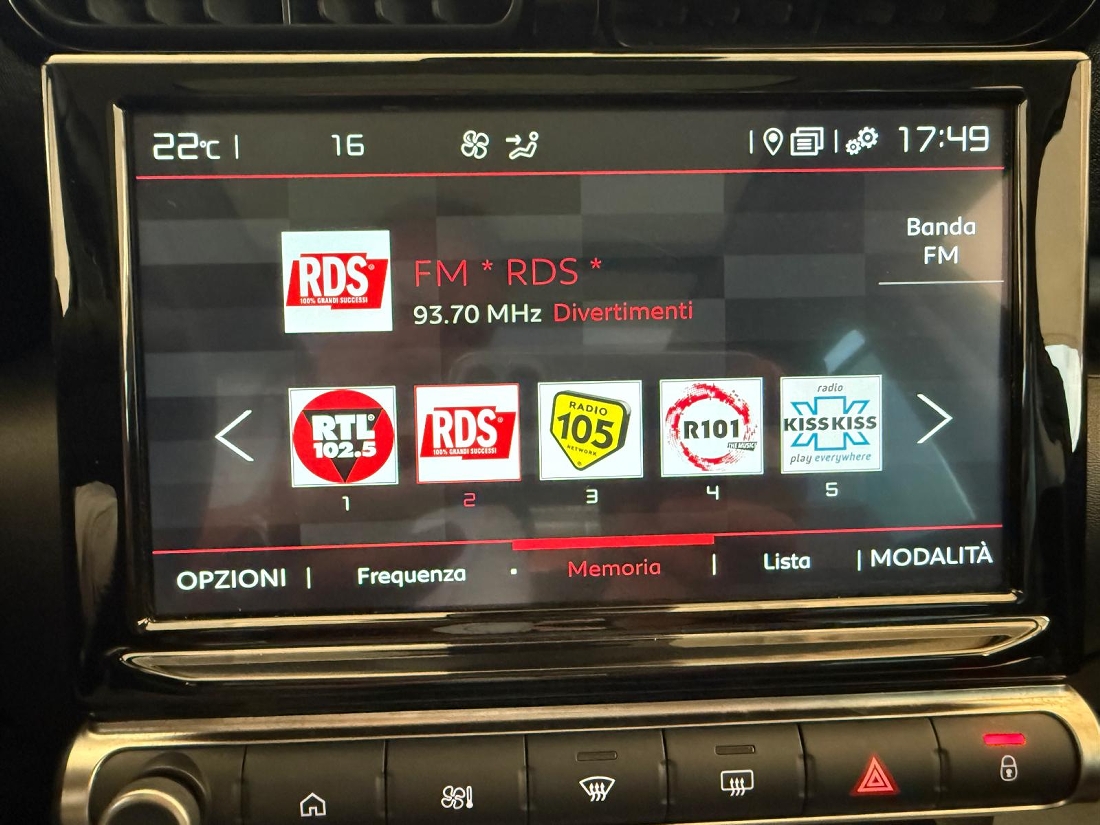 22°C | 16 | | 17:49
Banda
FM
RDS
100% GRANDI SUCCESSI
FM * RDS *
93.70 MHz Divertimenti
RTL
102.5
RDS
100% GRANDI SUCCESSI
RADIO
105
NETWORK
R101
THE MUSIC
radio
KISS KISS
play everywhere
1 2 3 4 5
OPZIONI | Frequenza · Memoria | Lista | MODALITÀ